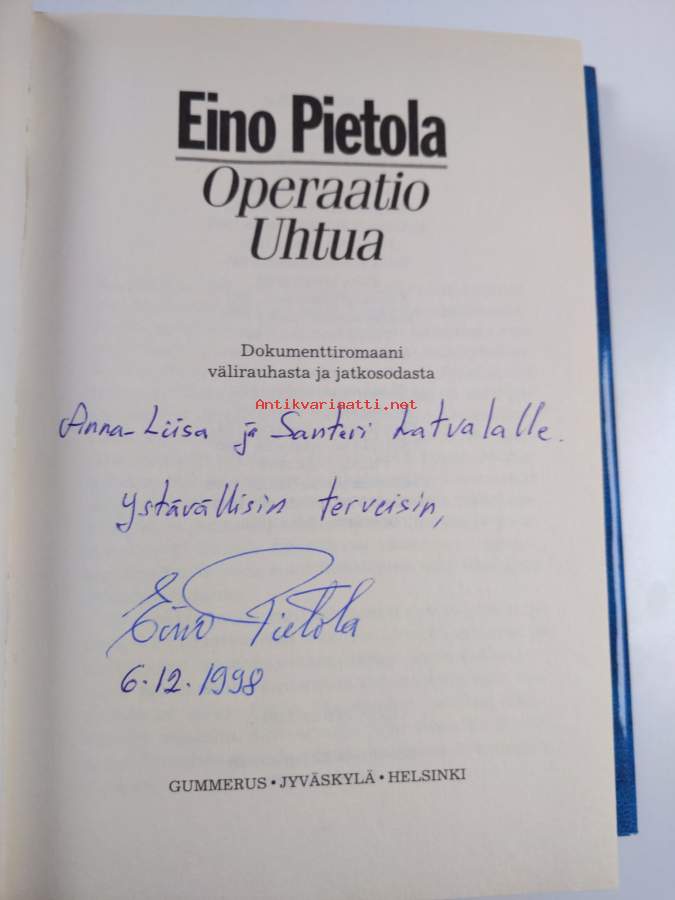 Eino Pietola
Operaatio
Uhtua
Dokumenttiromaani
välirauhasta ja jatkosodasta
Antikvariaatti.net
Anna-Liisa ja Santeri Latvalalle.
Ystävällisin terveisin,
Eino Pietola
6.12.1998
GUMMERUS • JYVÄSKYLÄ • HELSINKI